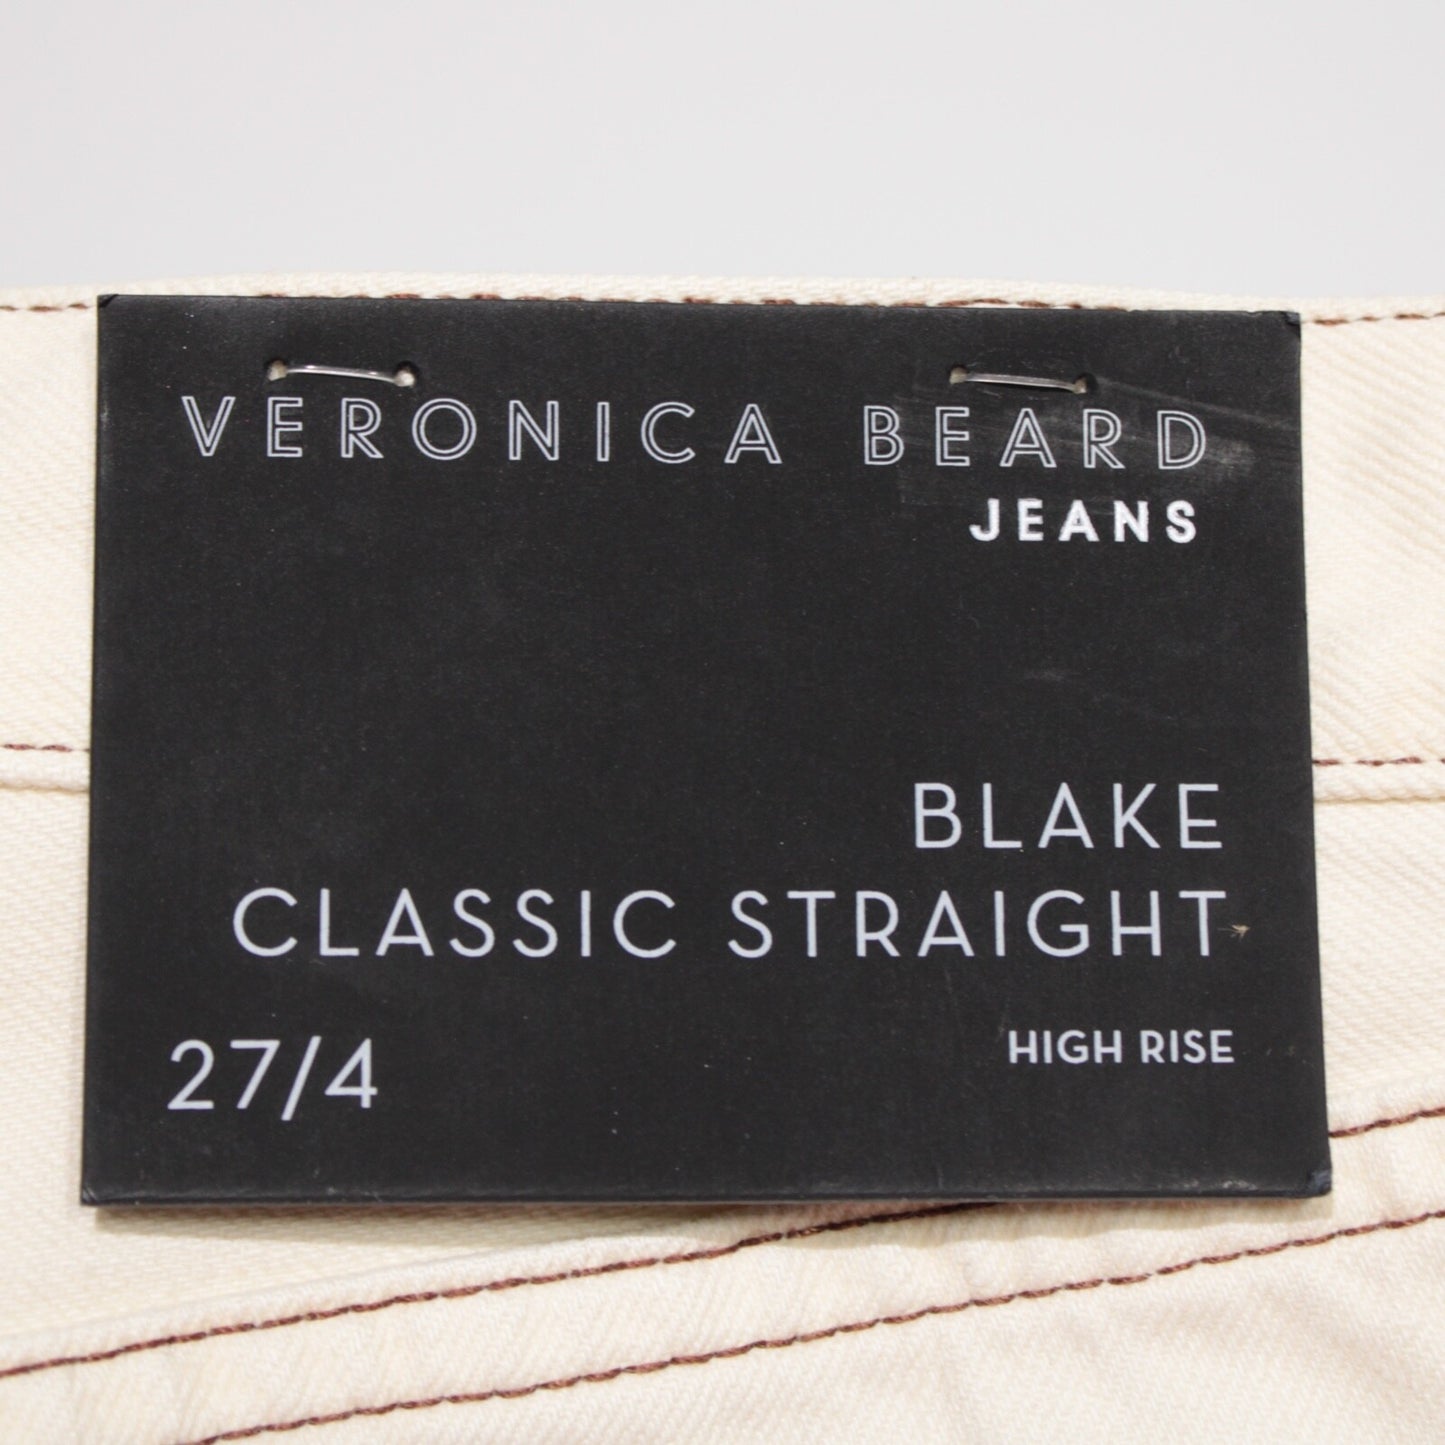 VERONICA BEARD
JEANS
BLAKE
CLASSIC STRAIGHT
27/4
HIGH RISE